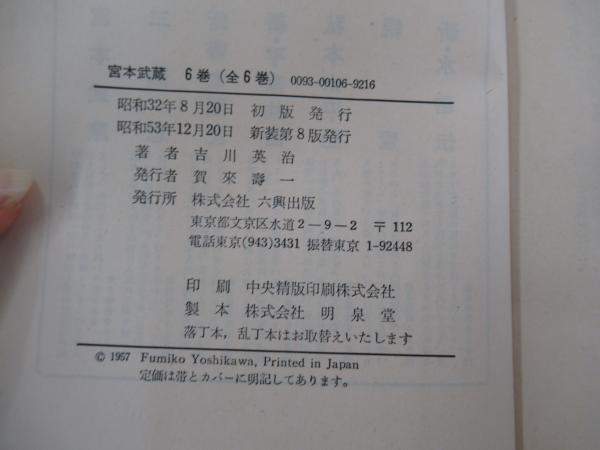 宮本武蔵 6巻(全6巻) 0093-00106-9216
昭和32年8月20日 初版発行
昭和53年12月20日 新装第8版発行
著者 吉川英治
発行者 賀來壽一
発行所 株式会社 六興出版
東京都文京区水道2-9-2 〒112
電話東京(943)3431 振替東京 1-92448
印刷 中央精版印刷株式会社
製本 株式会社 明泉堂
落丁本，乱丁本はお取替えいたします
© 1957 Fumiko Yoshikawa, Printed in Japan
定価は帯とカバーに明記してあります。